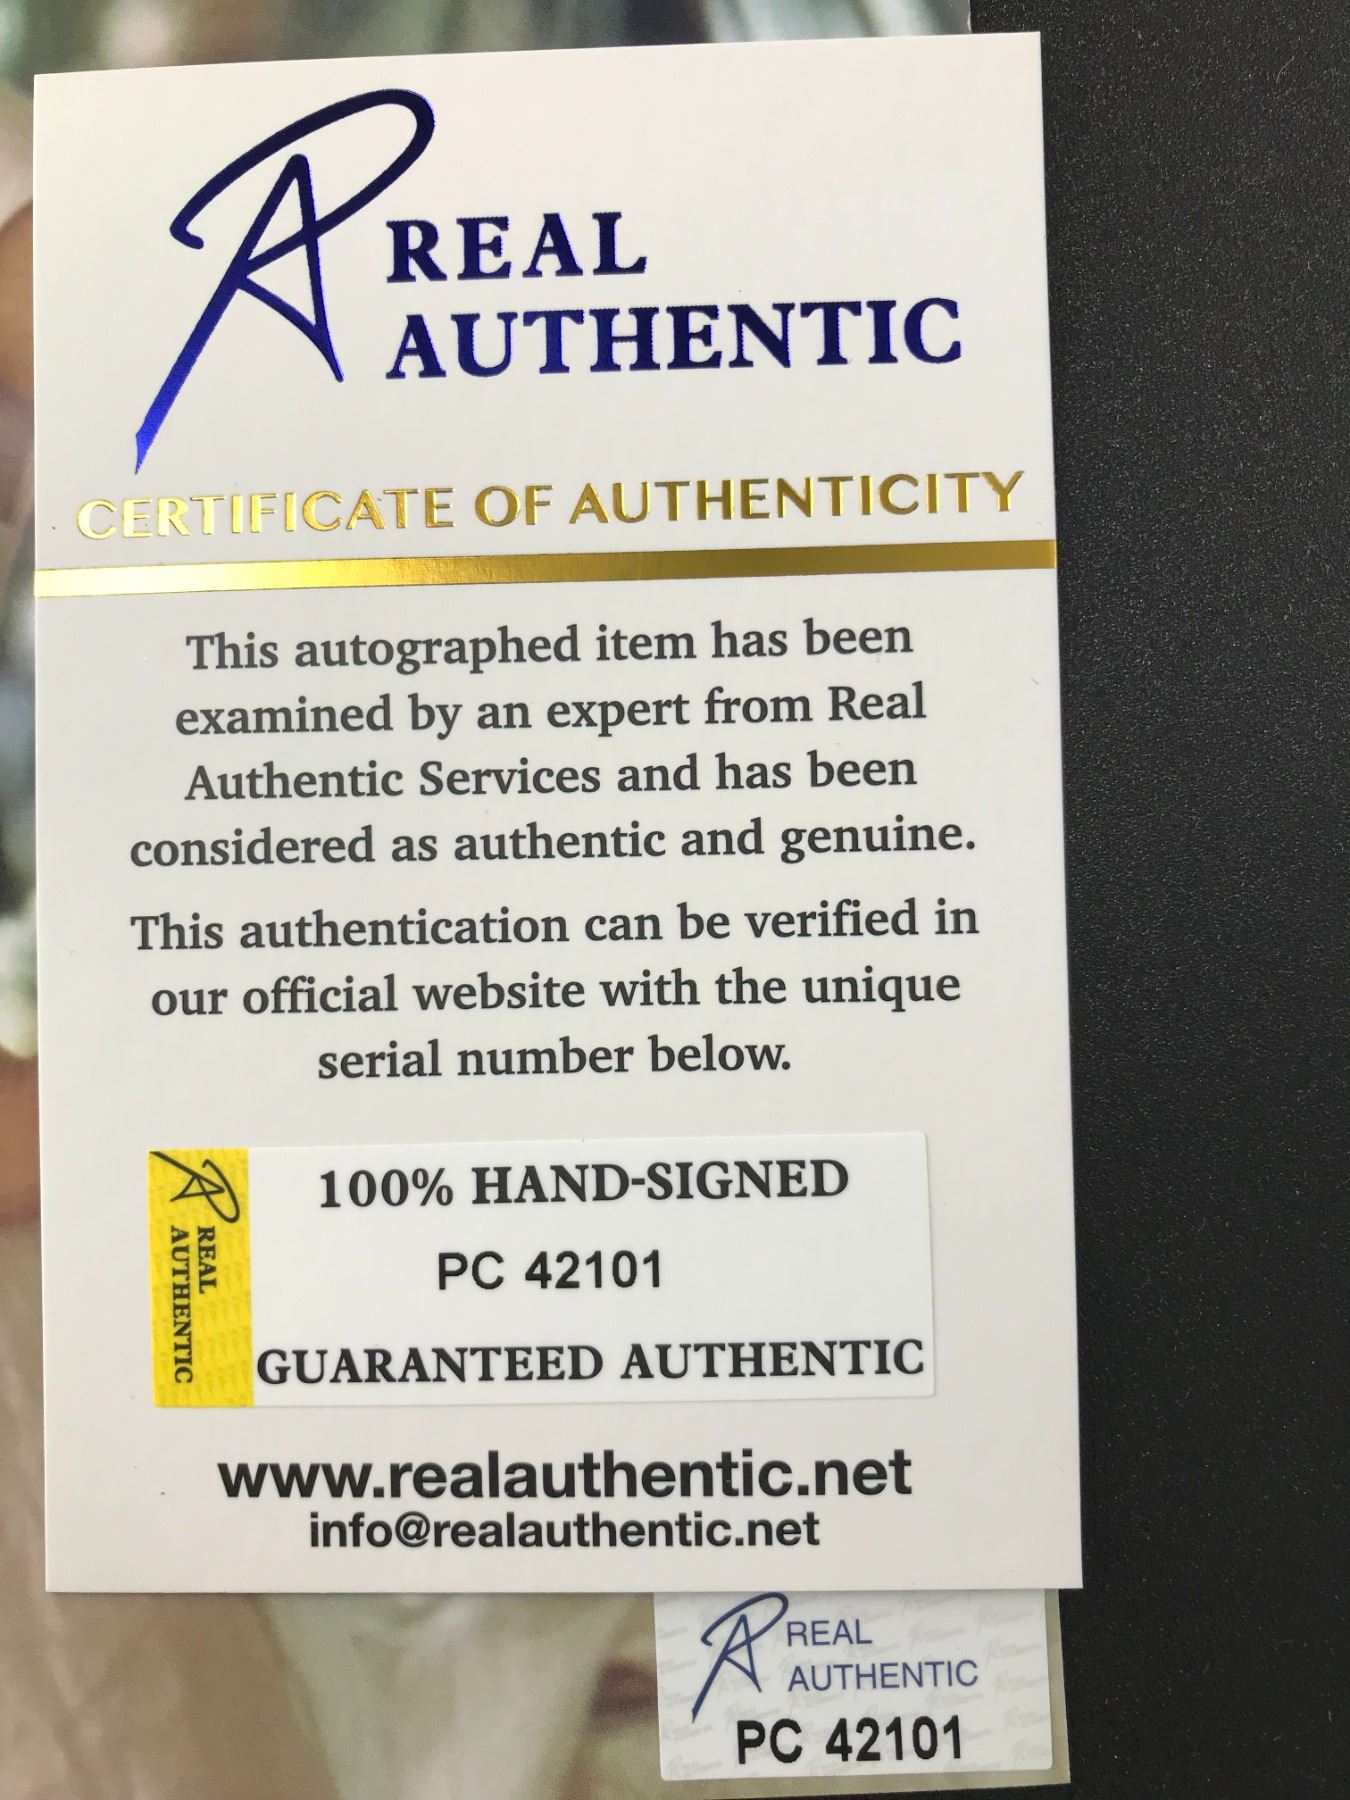 REAL
AUTHENTIC
CERTIFICATE OF AUTHENTICITY
This autographed item has been
examined by an expert from Real
Authentic Services and has been
considered as authentic and genuine.
This authentication can be verified in
our official website with the unique
serial number below.
REAL
AUTHENTIC
100% HAND-SIGNED
PC 42101
GUARANTEED AUTHENTIC
www.realauthentic.net
info@realauthentic.net
REAL
AUTHENTIC
PC 42101